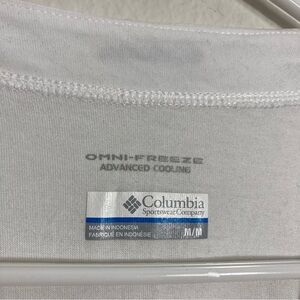 OMNI-FREEZE
ADVANCED COOLING
Columbia
Sportswear Company
MADE IN INDONESIA
FABRIQUÉ EN INDONÉSIE
M/M